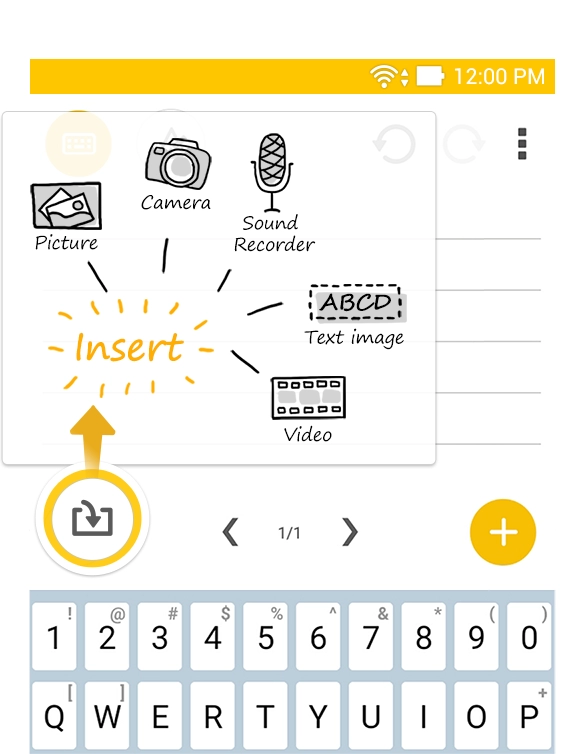 12:00 PM
Camera
Picture
Sound
Recorder
ABCD
Text image
Insert
Video
1/1
! @ # $ % ^ & * ( )
1 2 3 4 5 6 7 8 9 0
[ ] +
Q W E R T Y U I O P